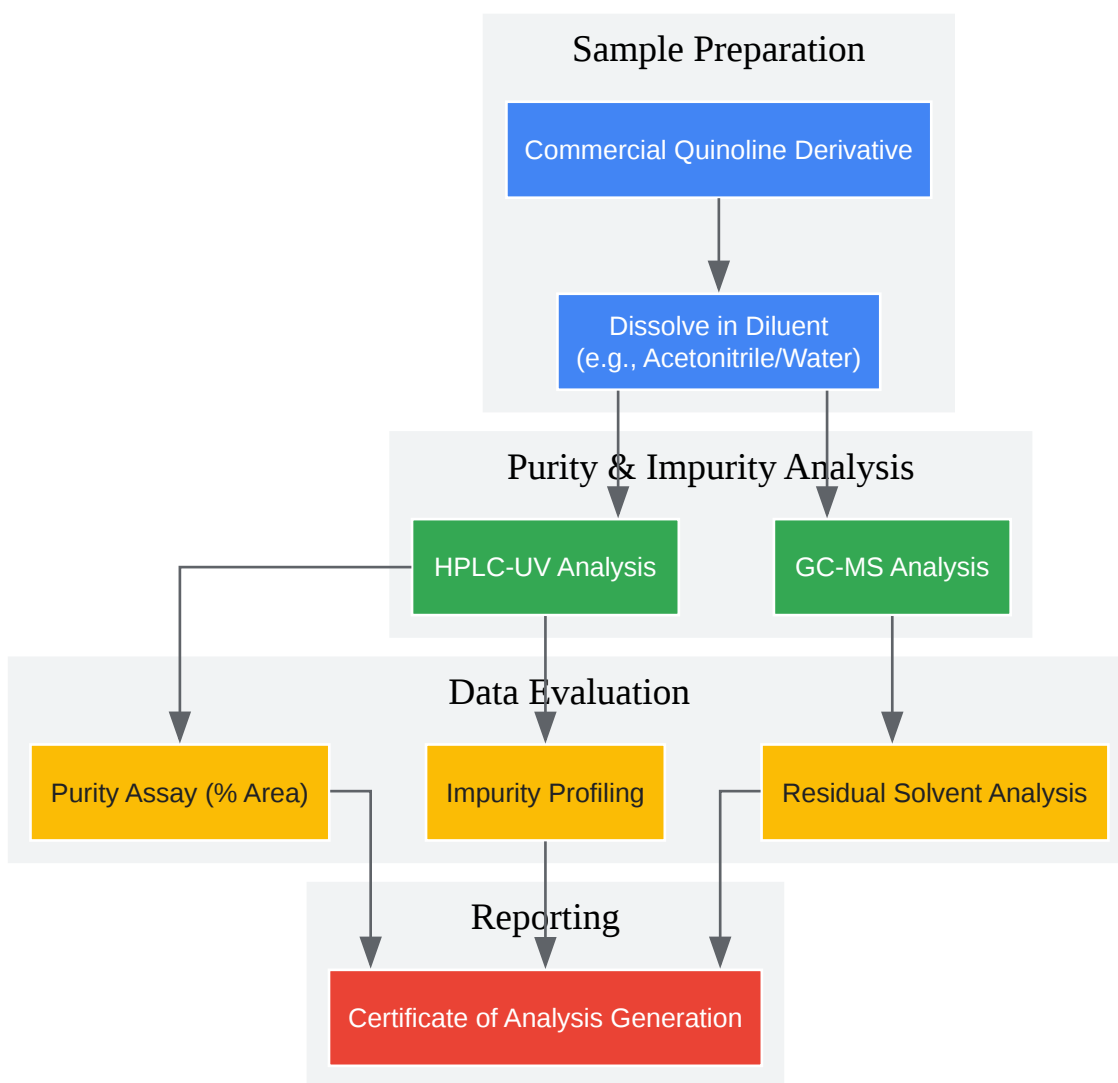 Sample Preparation
Commercial Quinoline Derivative
Dissolve in Diluent
(e.g., Acetonitrile/Water)
Purity & Impurity Analysis
HPLC-UV Analysis
GC-MS Analysis
Data Evaluation
Purity Assay (% Area)
Impurity Profiling
Residual Solvent Analysis
Reporting
Certificate of Analysis Generation